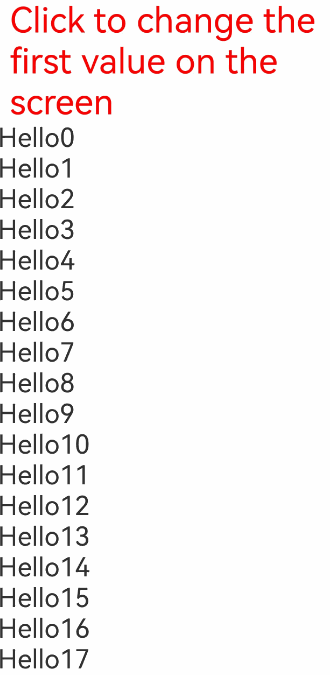 Click to change the
first value on the
screen
Hello0
Hello1
Hello2
Hello3
Hello4
Hello5
Hello6
Hello7
Hello8
Hello9
Hello10
Hello11
Hello12
Hello13
Hello14
Hello15
Hello16
Hello17